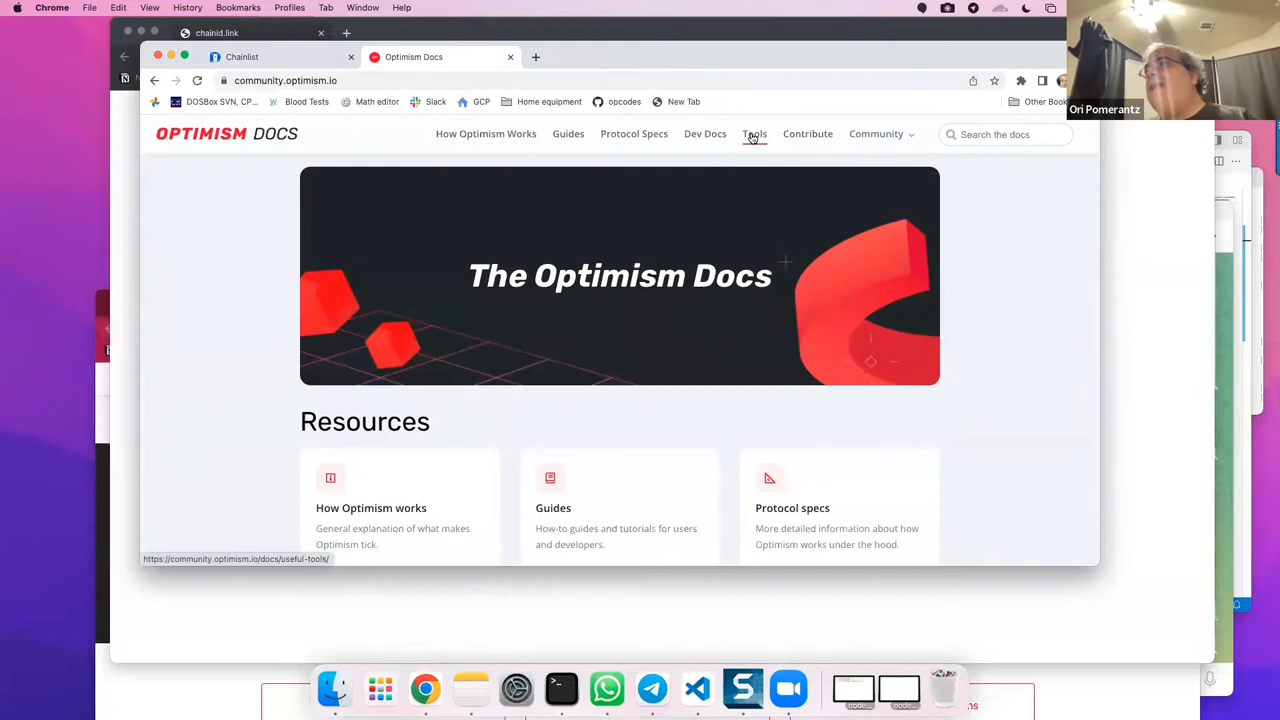 Chrome File Edit View History Bookmarks Profiles Tab Window Help
chainid.link
Chainlist Optimism Docs
community.optimism.io
DOSBox SVN, CP... Blood Tests Math editor Slack GCP Home equipment opcodes New Tab Other Boo
Ori Pomerantz
OPTIMISM DOCS How Optimism Works Guides Protocol Specs Dev Docs Tools Contribute Community Search the docs
The Optimism Docs
Resources
How Optimism works
General explanation of what makes
Optimism tick.
Guides
How-to guides and tutorials for users
and developers.
Protocol specs
More detailed information about how
Optimism works under the hood.
https://community.optimism.io/docs/useful-tools/
node... node...
ns